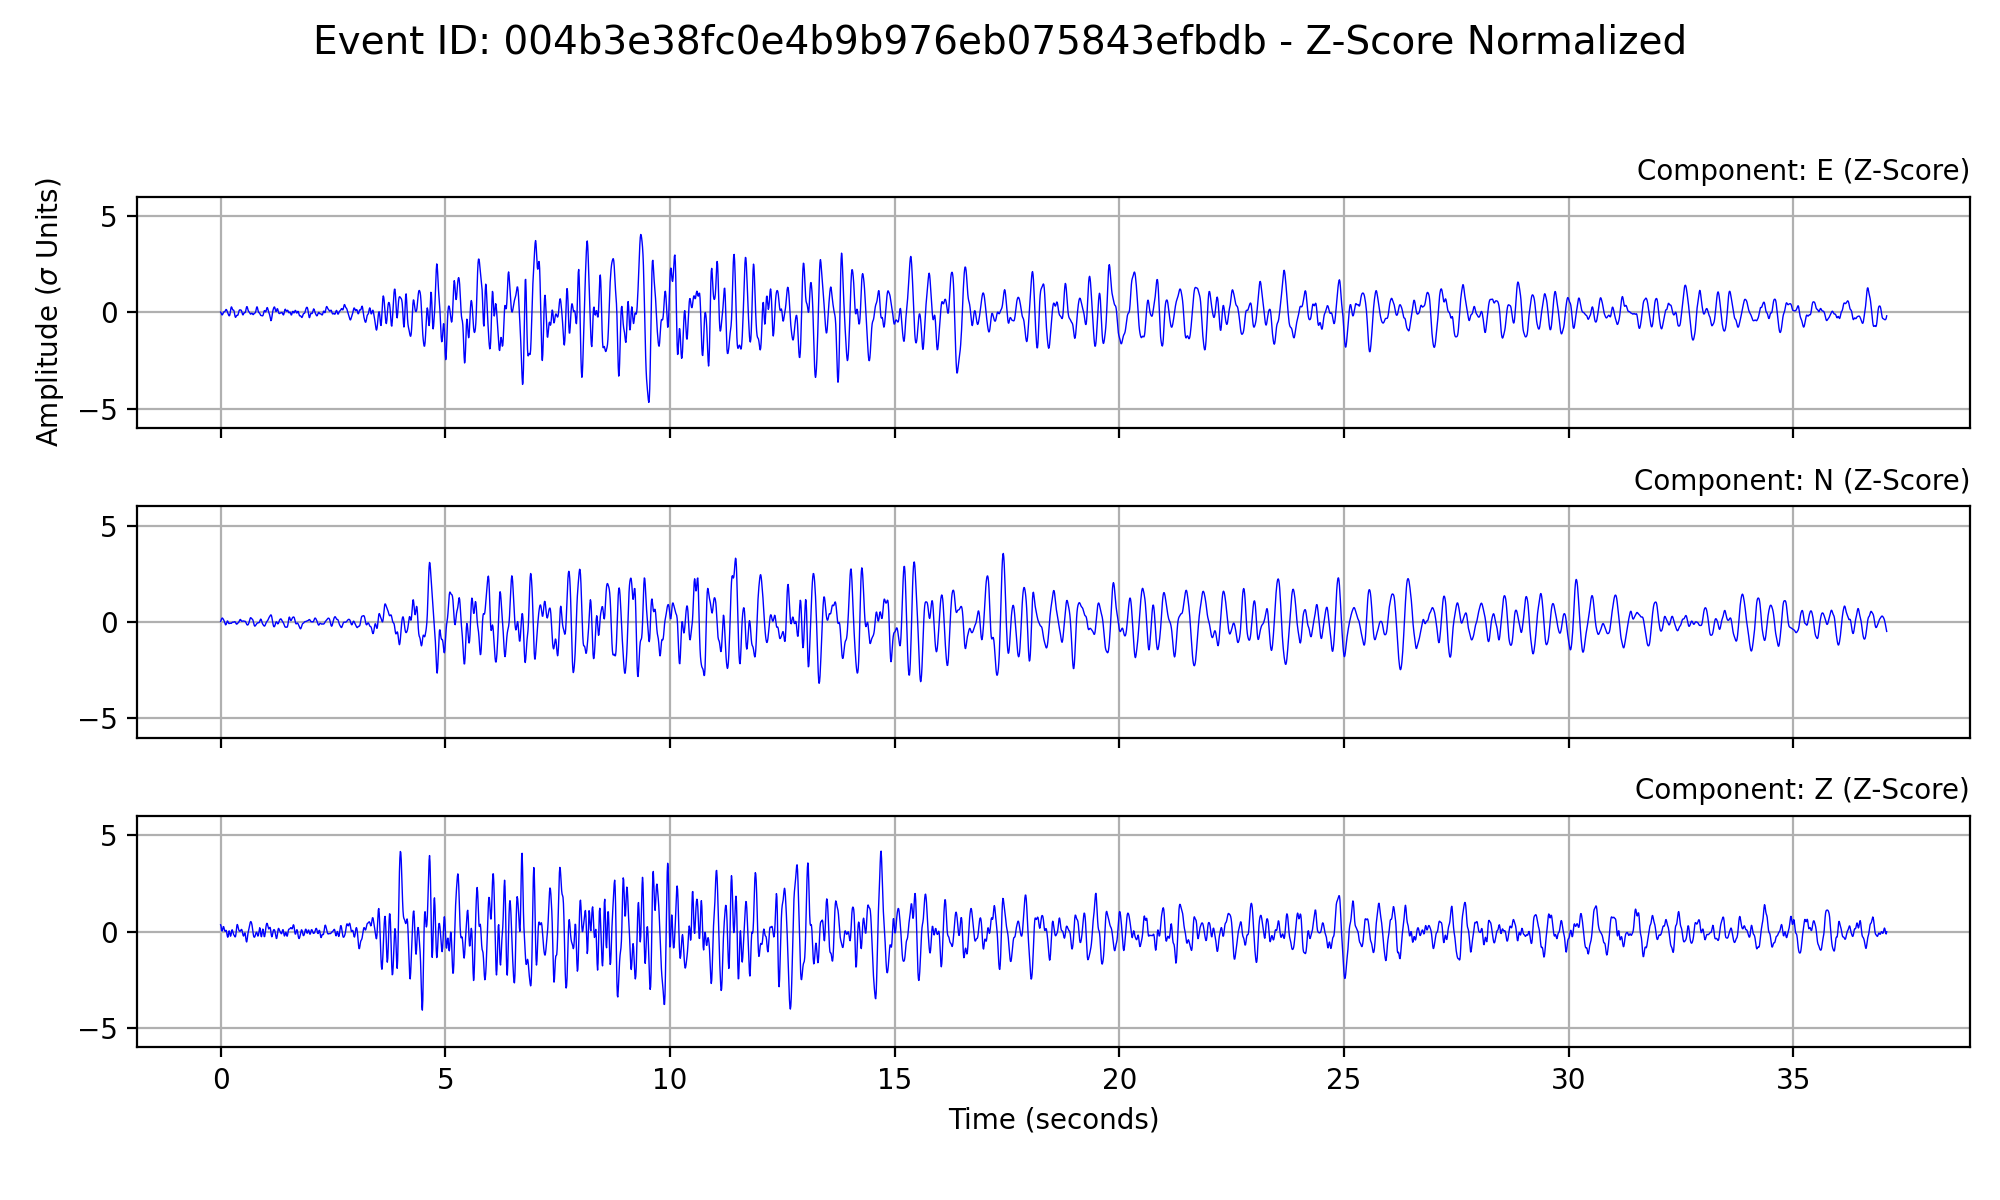 Event ID: 004b3e38fc0e4b9b976eb075843efbdb - Z-Score Normalized
Component: E (Z-Score)
Amplitude (σ Units)
5
0
−5
Component: N (Z-Score)
5
0
−5
Component: Z (Z-Score)
5
0
−5
0 5 10 15 20 25 30 35
Time (seconds)